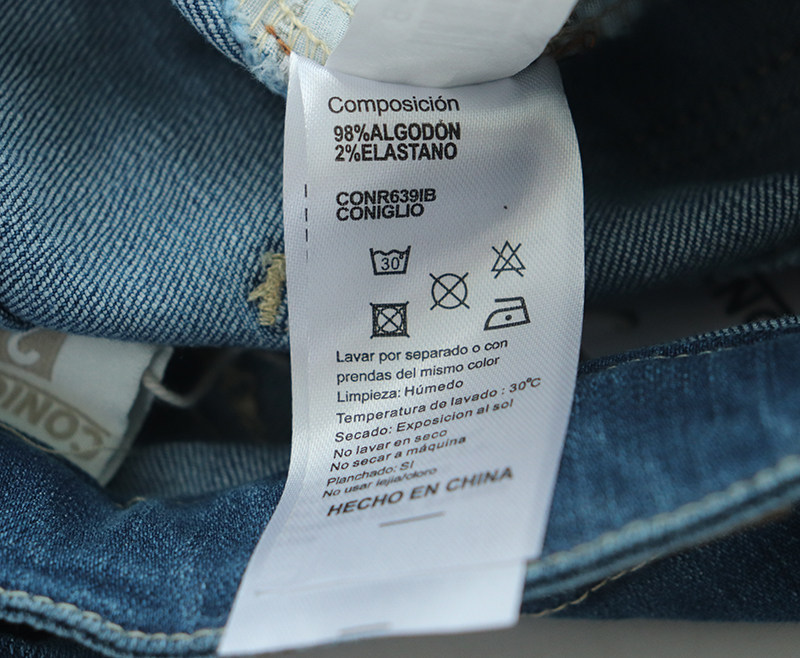 Composición
98%ALGODÓN
2%ELASTANO
CONR639IB
CONIGLIO
30°
Lavar por separado o con
prendas del mismo color
Limpieza: Húmedo
Temperatura de lavado : 30°C
Secado: Exposicion al sol
No lavar en seco
No secar a máquina
Planchado: SI
No usar lejia/cloro
HECHO EN CHINA
CONIG